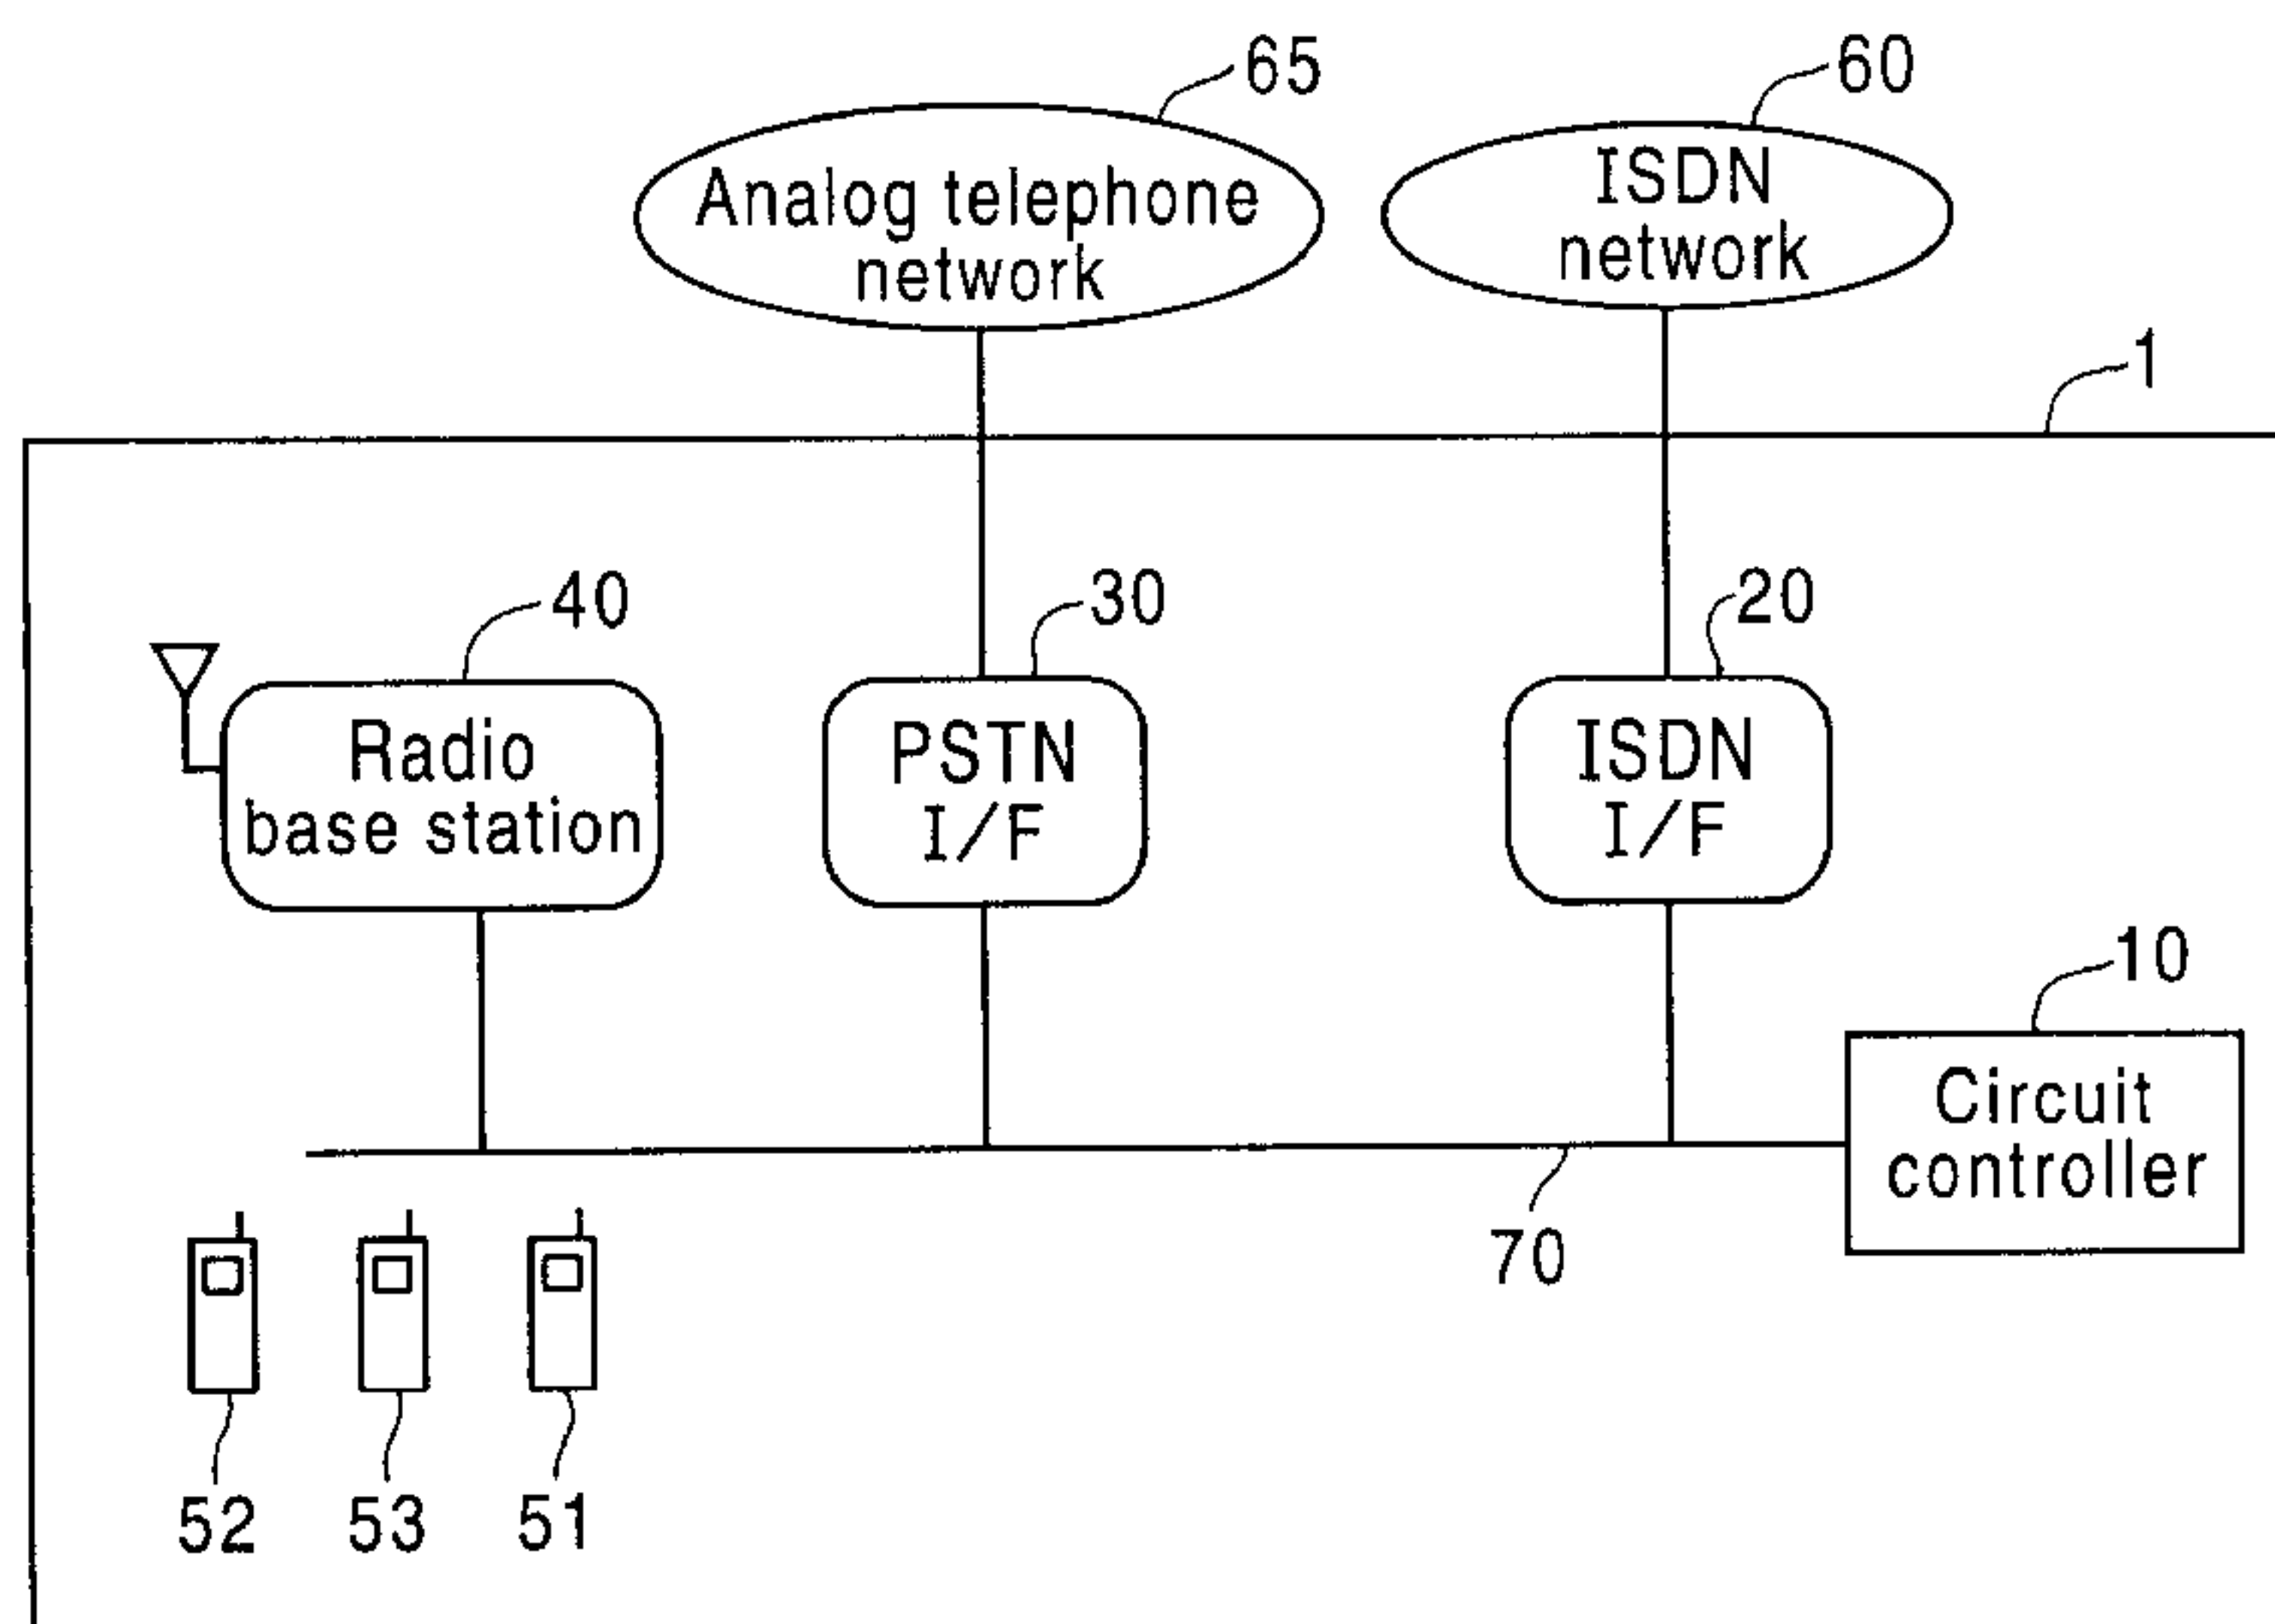 65
60
Analog telephone
network
ISDN
network
1
40
30
20
Radio
base station
PSTN
I/F
ISDN
I/F
10
Circuit
controller
70
52
53
51